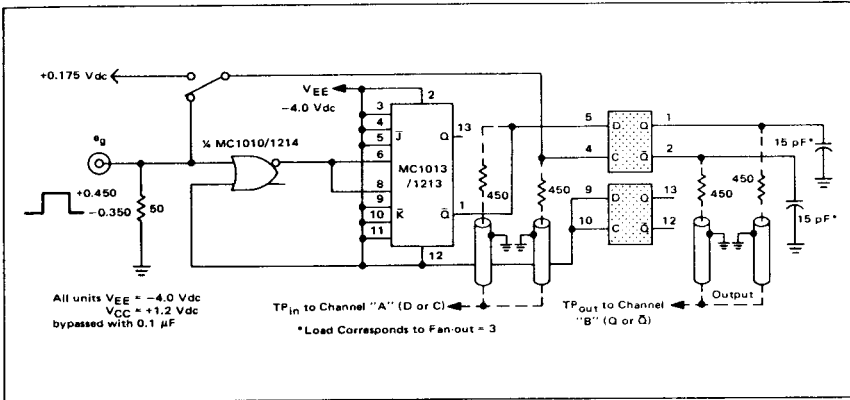 +0.175 Vdc
VEE
-4.0 Vdc
2
3
4
5
6
8
9
10
11
12
13
1
J̅
Q
MC1013
/1213
K̅
Q̅
eg
¼ MC1010/1214
+0.450
-0.350
50
450
450
5
D
Q
1
4
C
Q̅
2
9
D
Q
13
10
C
Q̅
12
15 pF*
15 pF*
450
450
All units VEE = -4.0 Vdc
VCC = +1.2 Vdc
bypassed with 0.1 µF
TPin to Channel "A" (D or C)
*Load Corresponds to Fan-out = 3
TPout to Channel
"B" (Q or Q̅)
Output